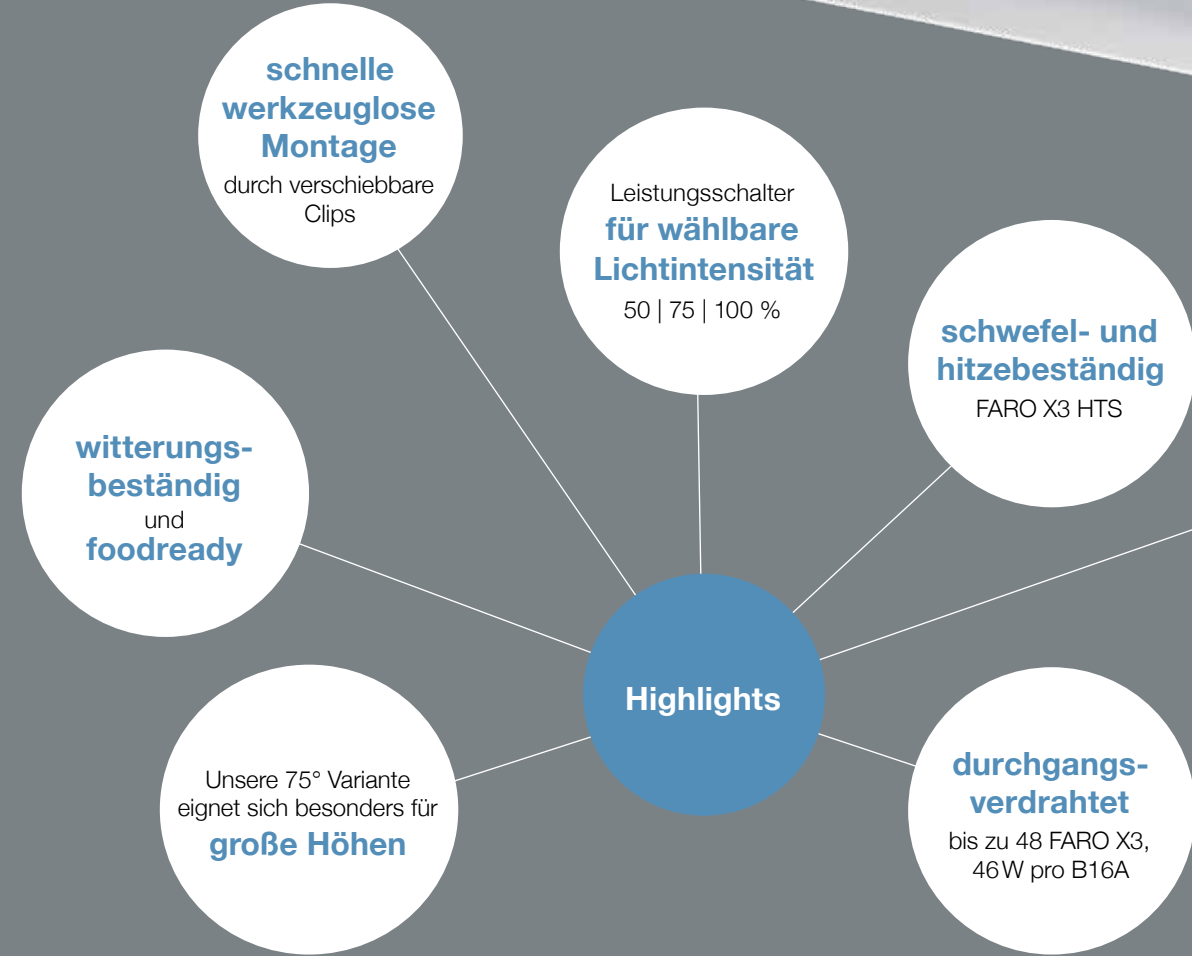 schnelle
werkzeuglose
Montage
durch verschiebbare
Clips
Leistungsschalter
für wählbare
Lichtintensität
50 | 75 | 100 %
schwefel- und
hitzebeständig
FARO X3 HTS
witterungs-
beständig
und
foodready
Highlights
Unsere 75° Variante
eignet sich besonders für
große Höhen
durchgangs-
verdrahtet
bis zu 48 FARO X3,
46 W pro B16A